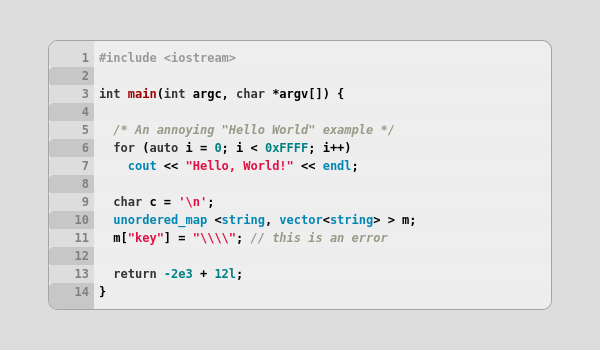 1 #include <iostream>
2
3 int main(int argc, char *argv[]) {
4
5   /* An annoying "Hello World" example */
6   for (auto i = 0; i < 0xFFFF; i++)
7     cout << "Hello, World!" << endl;
8
9   char c = '\n';
10   unordered_map <string, vector<string> > m;
11   m["key"] = "\\\\"; // this is an error
12
13   return -2e3 + 12l;
14 }